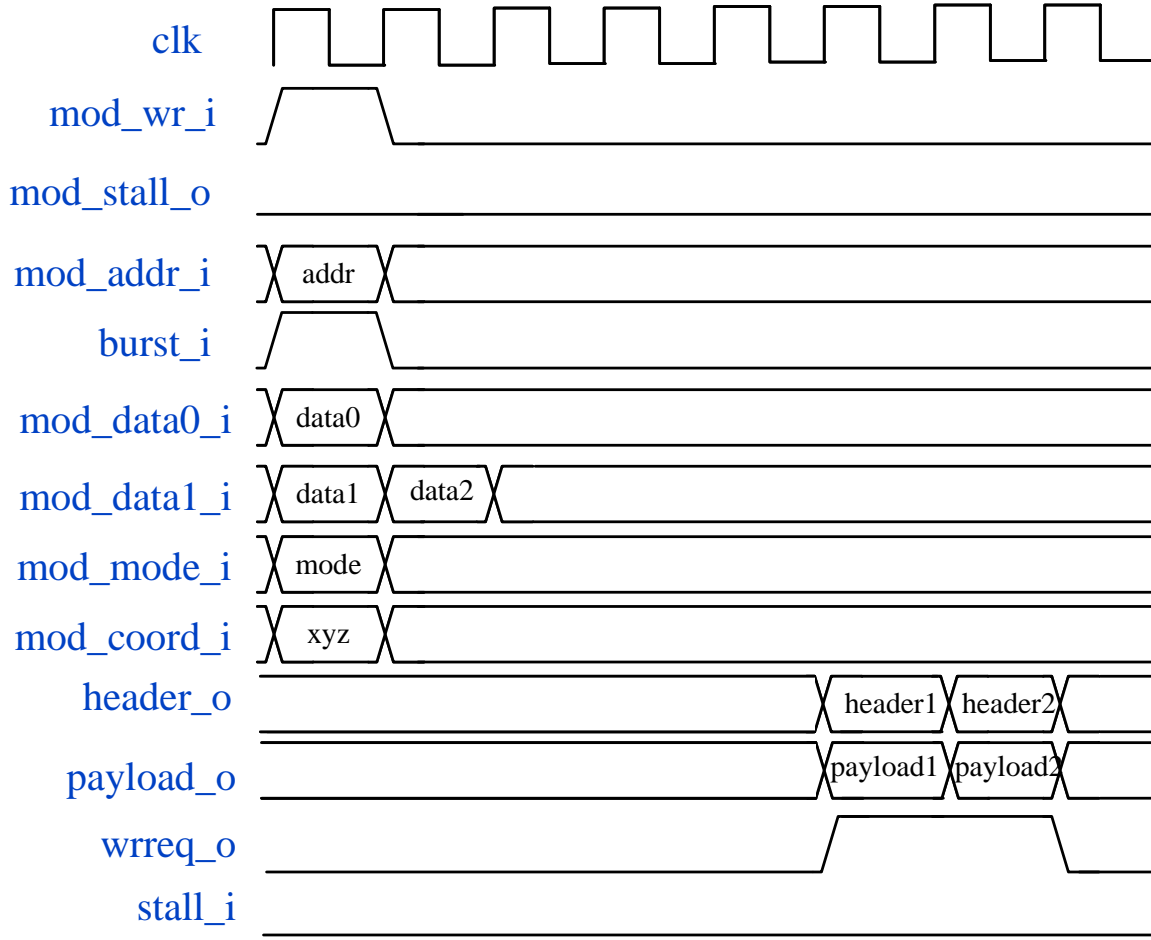 clk
mod_wr_i
mod_stall_o
mod_addr_i addr
burst_i
mod_data0_i data0
mod_data1_i data1 data2
mod_mode_i mode
mod_coord_i xyz
header_o header1 header2
payload_o payload1 payload2
wrreq_o
stall_i